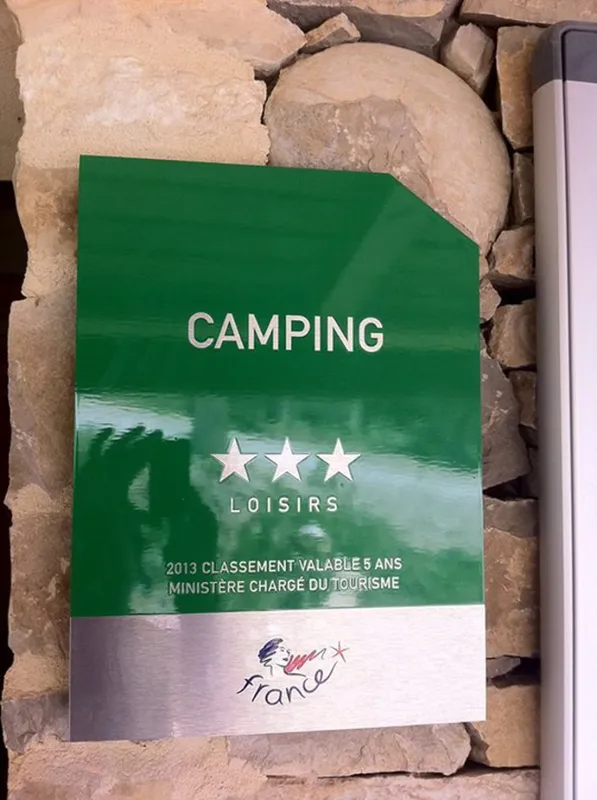 CAMPING
LOISIRS
2013 CLASSEMENT VALABLE 5 ANS
MINISTÈRE CHARGÉ DU TOURISME
france